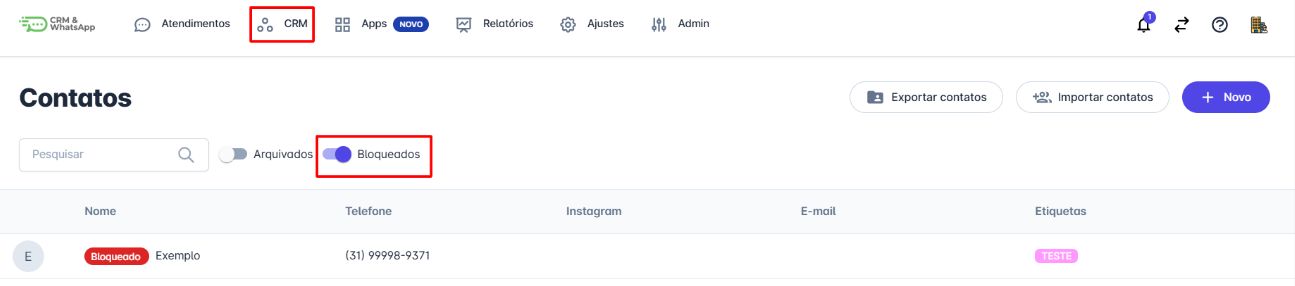 CRM & WhatsApp Atendimentos CRM Apps NOVO Relatórios Ajustes Admin 1
Contatos Exportar contatos Importar contatos + Novo
Pesquisar Arquivados Bloqueados
Nome Telefone Instagram E-mail Etiquetas
E Bloqueado Exemplo (31) 99998-9371 TESTE